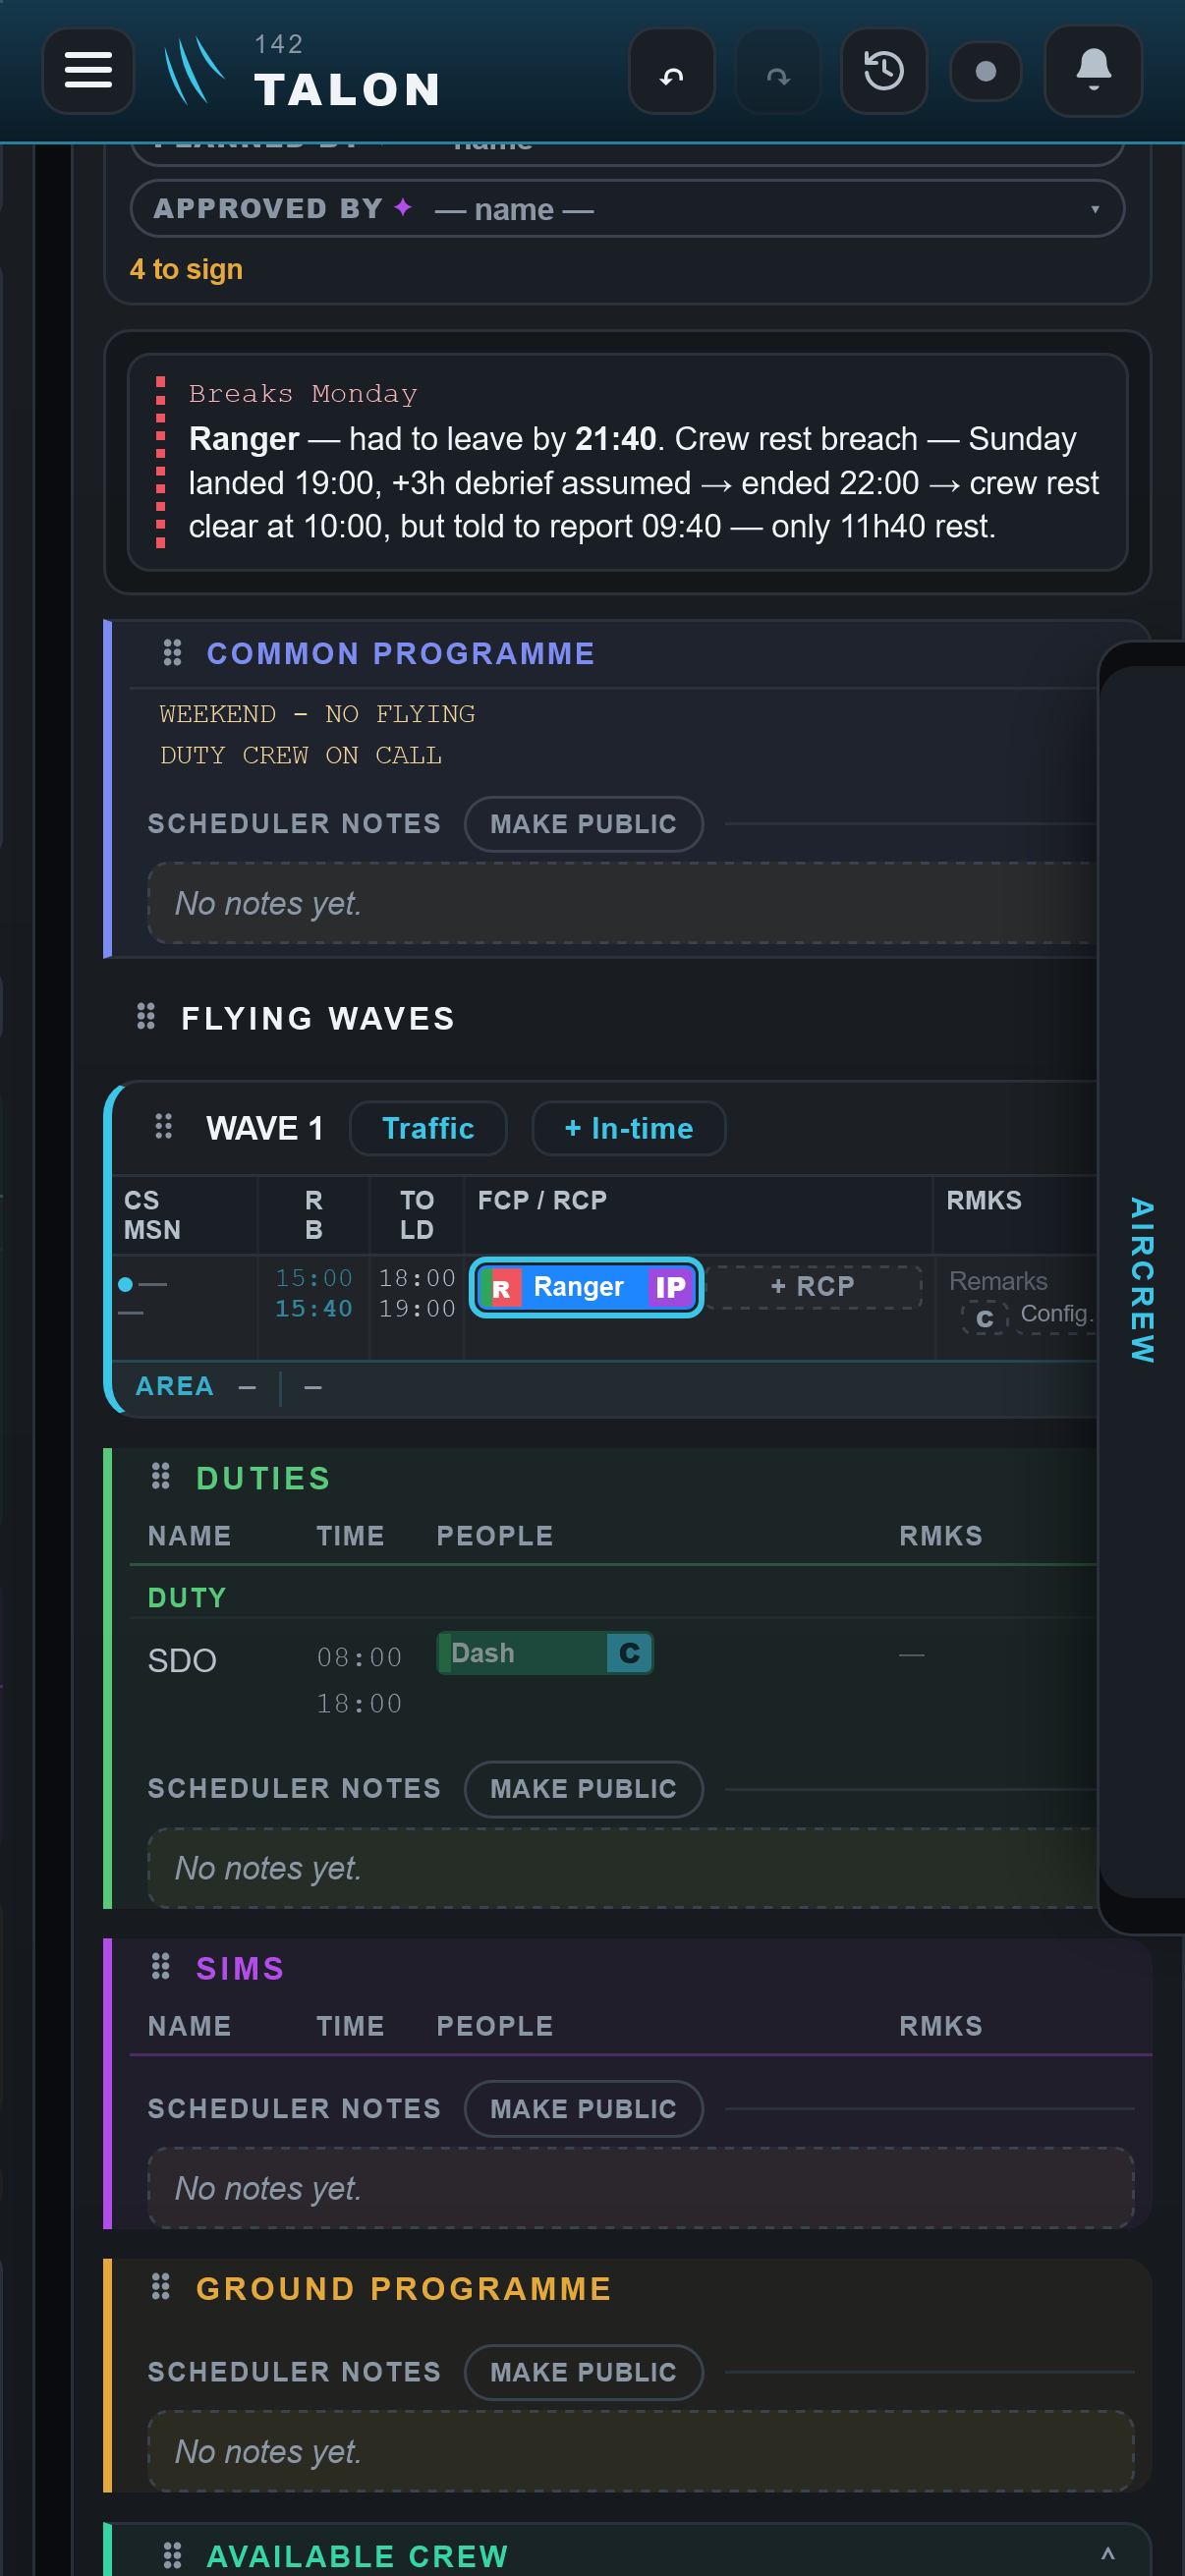 142
TALON
APPROVED BY ✦ — name —
4 to sign
Breaks Monday
Ranger — had to leave by 21:40. Crew rest breach — Sunday
landed 19:00, +3h debrief assumed → ended 22:00 → crew rest
clear at 10:00, but told to report 09:40 — only 11h40 rest.
COMMON PROGRAMME
WEEKEND – NO FLYING
DUTY CREW ON CALL
SCHEDULER NOTES MAKE PUBLIC
No notes yet.
FLYING WAVES
WAVE 1 Traffic + In-time
CS R TO FCP / RCP RMKS
MSN B LD
— 15:00 18:00 R Ranger IP + RCP Remarks
— 15:40 19:00 C Config.
AREA – –
AIRCREW
DUTIES
NAME TIME PEOPLE RMKS
DUTY
SDO 08:00 Dash C —
18:00
SCHEDULER NOTES MAKE PUBLIC
No notes yet.
SIMS
NAME TIME PEOPLE RMKS
SCHEDULER NOTES MAKE PUBLIC
No notes yet.
GROUND PROGRAMME
SCHEDULER NOTES MAKE PUBLIC
No notes yet.
AVAILABLE CREW